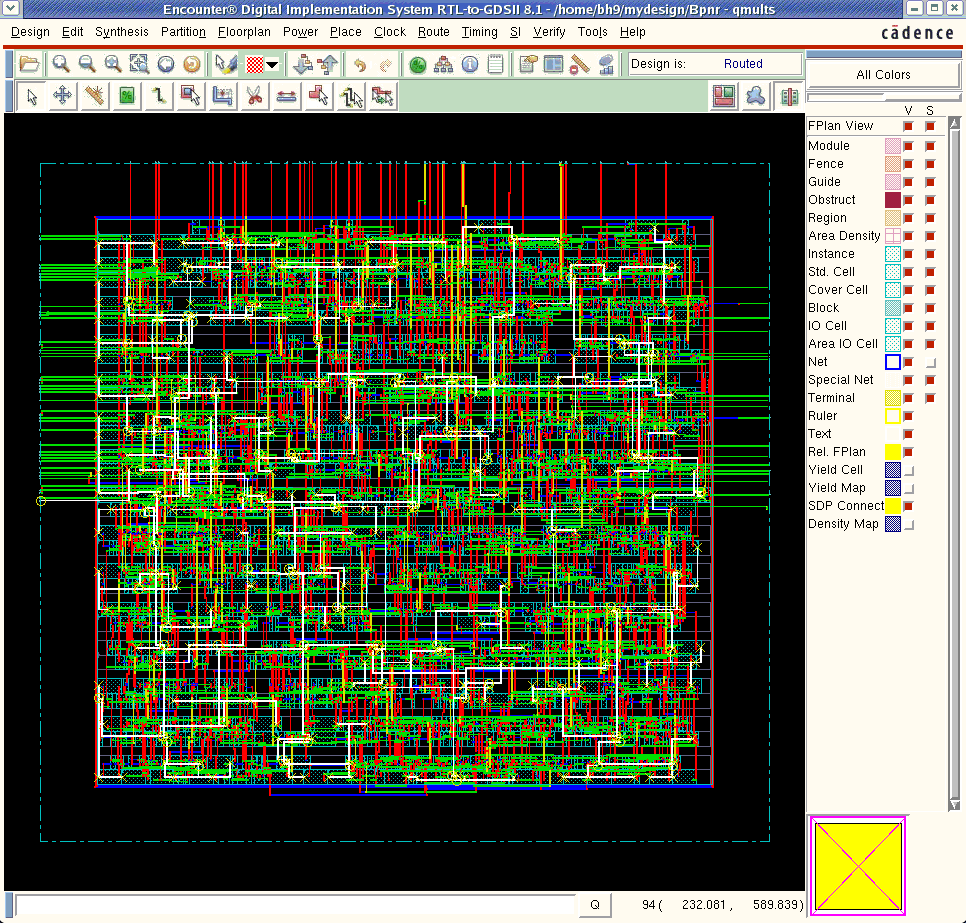 Encounter® Digital Implementation System RTL-to-GDSII 8.1 - /home/bh9/mydesign/Bpnr - qmults
Design Edit Synthesis Partition Floorplan Power Place Clock Route Timing SI Verify Tools Help
cādence
Design is: Routed
All Colors
V S
FPlan View
Module
Fence
Guide
Obstruct
Region
Area Density
Instance
Std. Cell
Cover Cell
Block
IO Cell
Area IO Cell
Net
Special Net
Terminal
Ruler
Text
Rel. FPlan
Yield Cell
Yield Map
SDP Connect
Density Map
Q 94 ( 232.081 , 589.839)